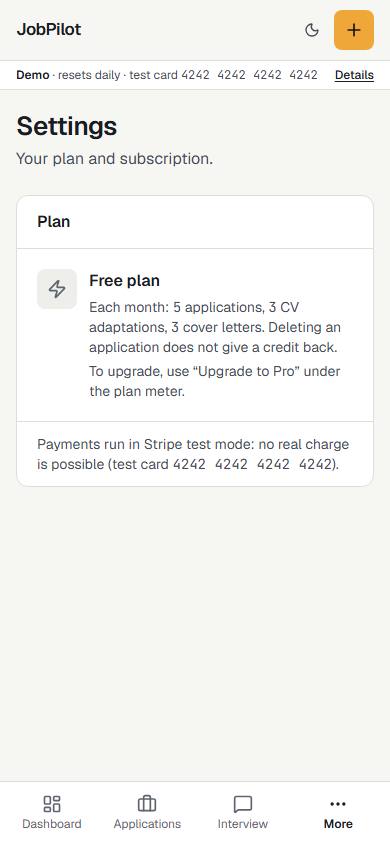 JobPilot
Demo · resets daily · test card 4242 4242 4242 4242 Details
Settings
Your plan and subscription.
Plan
Free plan
Each month: 5 applications, 3 CV
adaptations, 3 cover letters. Deleting an
application does not give a credit back.
To upgrade, use “Upgrade to Pro” under
the plan meter.
Payments run in Stripe test mode: no real charge
is possible (test card 4242 4242 4242 4242).
Dashboard Applications Interview More